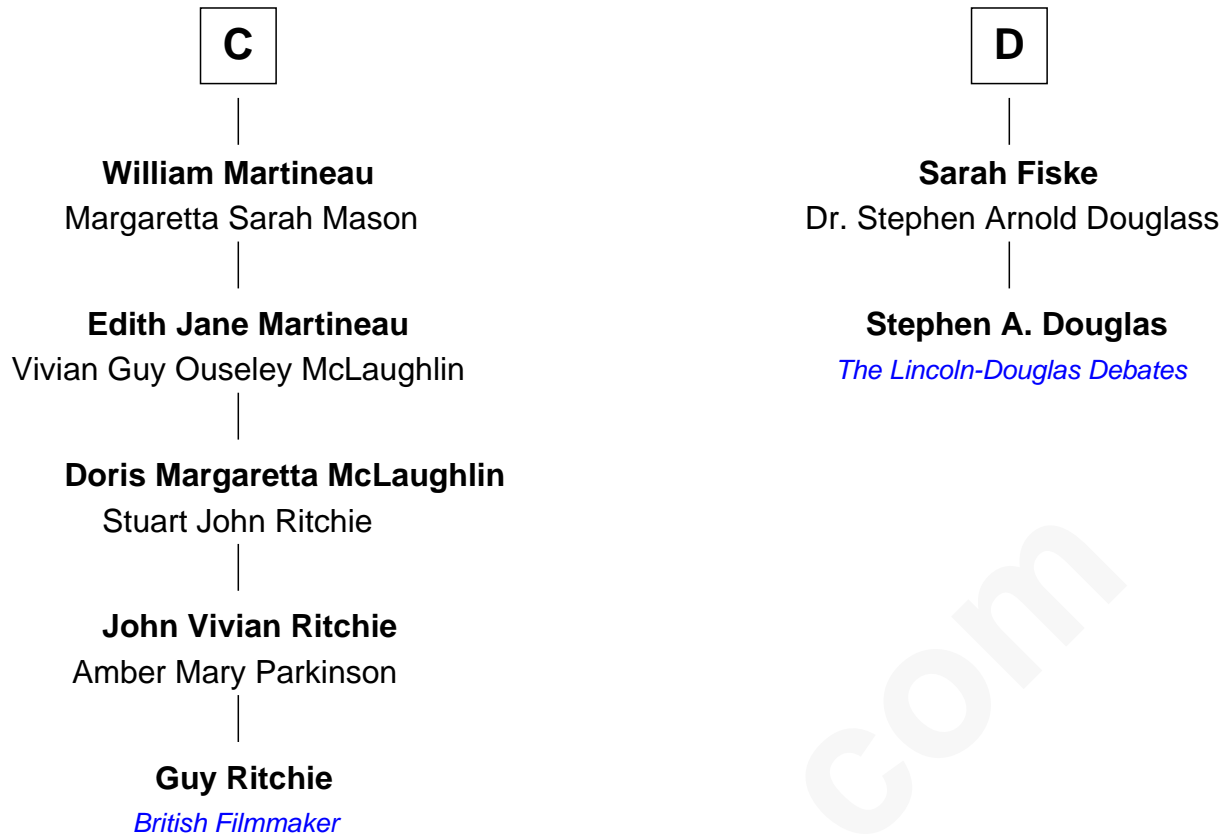 C
William Martineau
Margaretta Sarah Mason
Edith Jane Martineau
Vivian Guy Ouseley McLaughlin
Doris Margaretta McLaughlin
Stuart John Ritchie
John Vivian Ritchie
Amber Mary Parkinson
Guy Ritchie
British Filmmaker
D
Sarah Fiske
Dr. Stephen Arnold Douglass
Stephen A. Douglas
The Lincoln-Douglas Debates
com